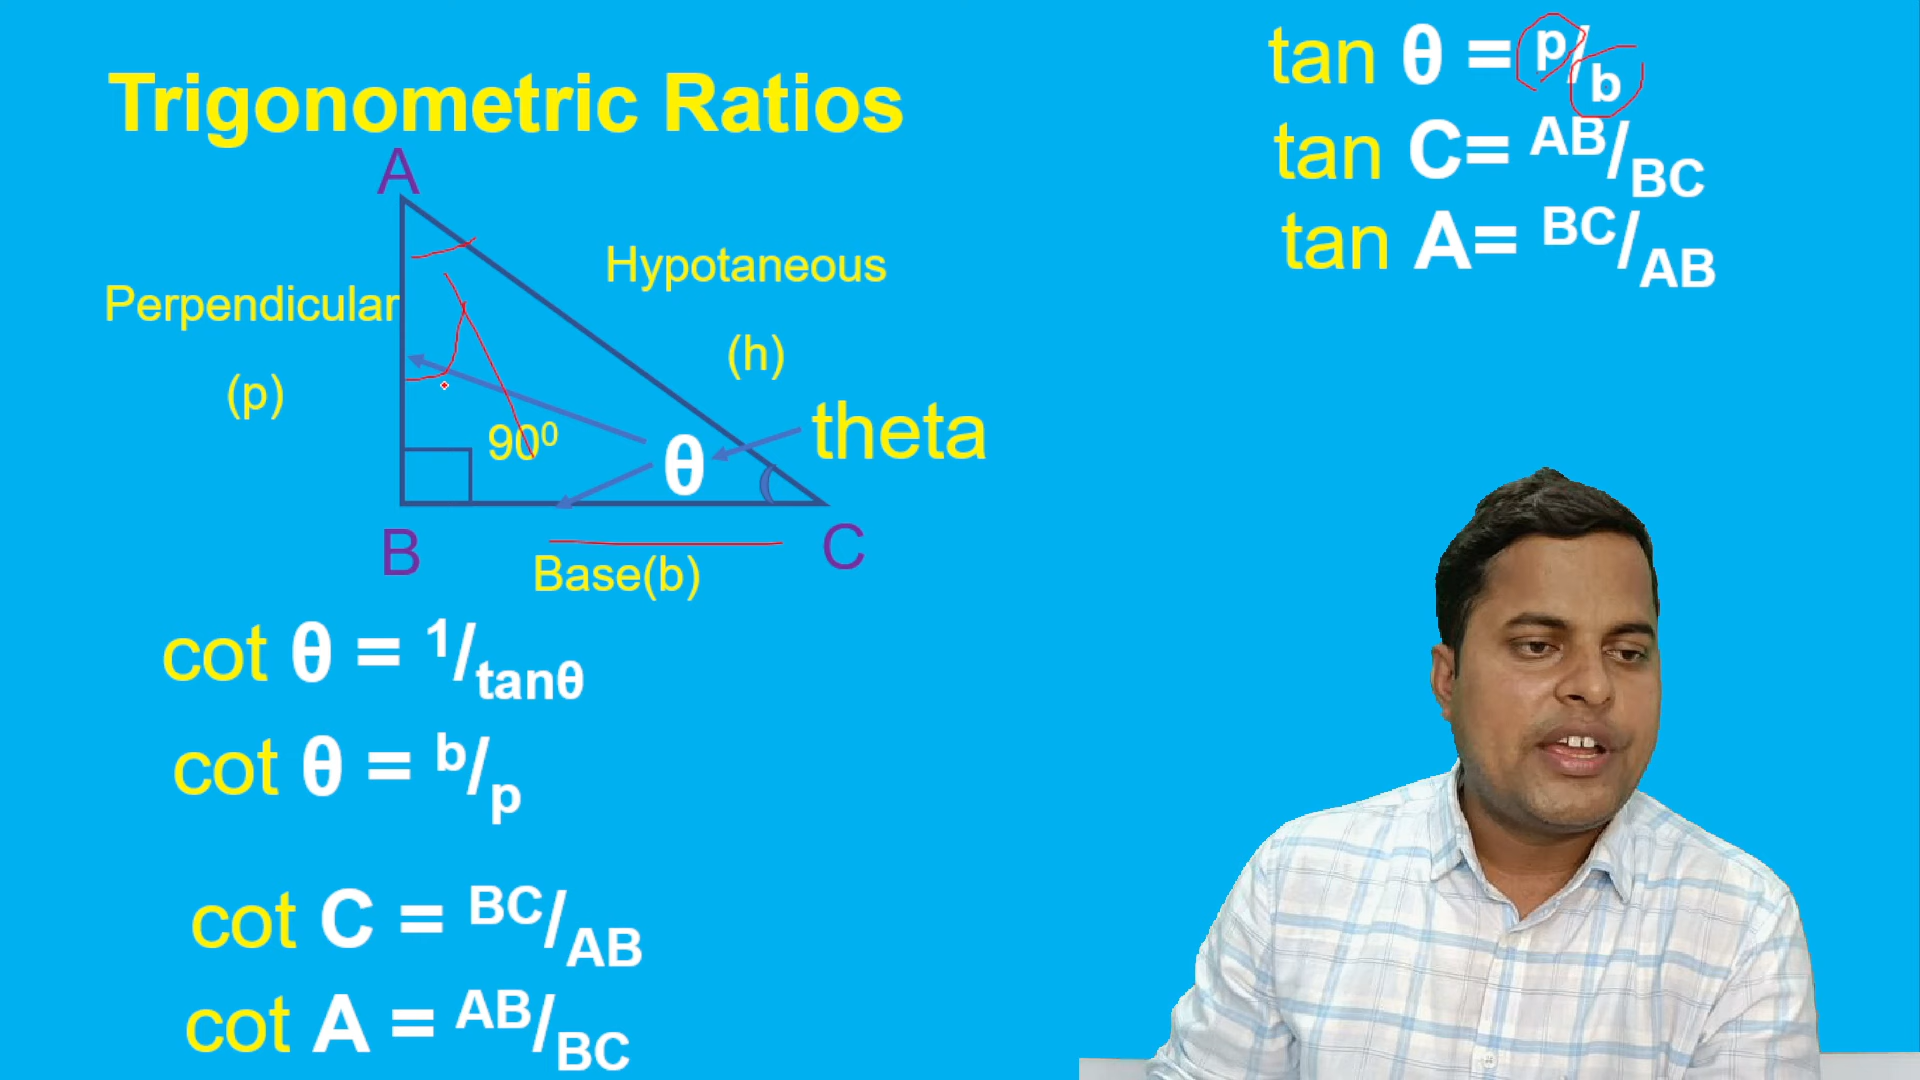 Trigonometric Ratios
A
Perpendicular
(p)
Hypotaneous
(h)
90⁰
θ
theta
B
Base(b)
C
cot θ = ¹/tanθ
cot θ = b/p
cot C = BC/AB
cot A = AB/BC
tan θ = p/b
tan C= AB/BC
tan A= BC/AB